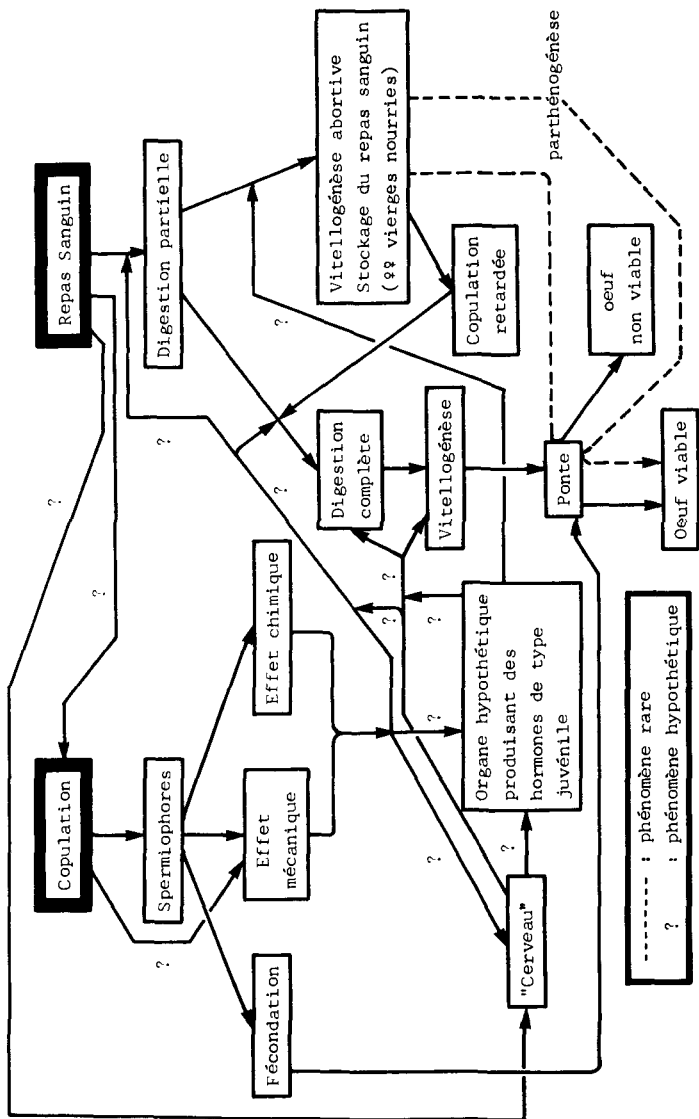 Repas Sanguin
Copulation
Digestion partielle
Spermiophores
?
?
?
?
Effet chimique
Effet
mécanique
Fécondation
Vitellogénèse abortive
Stockage du repas sanguin
(♀♀ vierges nourries)
?
?
Digestion
complète
Copulation
retardée
parthénogénèse
Vitellogénèse
?
?
?
?
?
"Cerveau"
?
Organe hypothétique
produisant des
hormones de type
juvénile
Ponte
oeuf
non viable
Oeuf viable
------- : phénomène rare
? : phénomène hypothétique